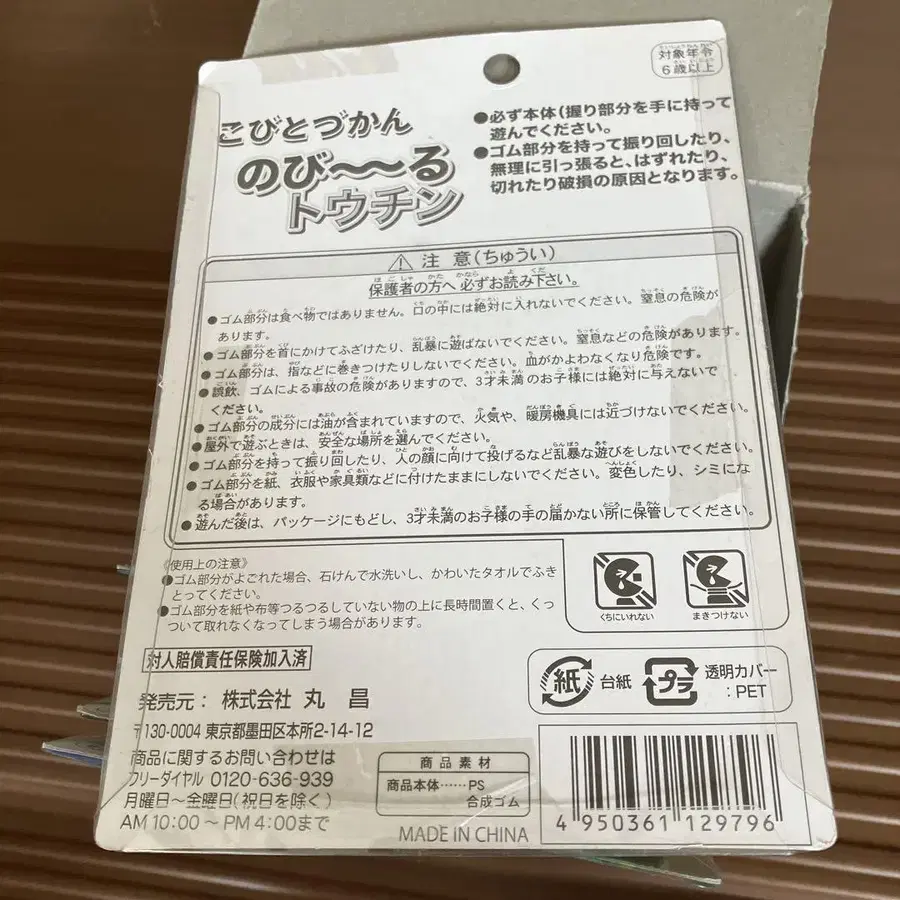 対象年令
6歳以上
こびとづかん
のび〜〜る
トウチン
●必ず本体(握り部分を手に持って
遊んでください。
●ゴム部分を持って振り回したり、
無理に引っ張ると、はずれたり、
切れたり破損の原因となります。
⚠ 注 意(ちゅうい)
保護者の方へ 必ずお読み下さい。
●ゴム部分は食べ物ではありません。口の中には絶対に入れないでください。窒息の危険が
あります。
●ゴム部分を首にかけてふざけたり、乱暴に遊ばないでください。窒息などの危険があります。
●ゴム部分は、指などに巻きつけたりしないでください。血がかよわなくなり危険です。
●誤飲、ゴムによる事故の危険がありますので、3才未満のお子様には絶対に与えないで
ください。
●ゴム部分の成分には油が含まれていますので、火気や、暖房機具には近づけないでください。
●屋外で遊ぶときは、安全な場所を選んでください。
●ゴム部分を持って振り回したり、人の顔に向けて投げるなど乱暴な遊びをしないでください。
●ゴム部分を紙、衣服や家具類などに付けたままにしないでください。変色したり、シミにな
る場合があります。
●遊んだ後は、パッケージにもどし、3才未満のお子様の手の届かない所に保管してください。
《使用上の注意》
●ゴム部分がよごれた場合、石けんで水洗いし、かわいたタオルでふき
とってください。
●ゴム部分を紙や布等つるつるしていない物の上に長時間置くと、くっ
ついて取れなくなってしまう場合があります。
くちにいれない
まきつけない
対人賠償責任保険加入済
発売元：株式会社 丸 昌
〒130-0004 東京都墨田区本所2-14-12
商品に関するお問い合わせは
フリーダイヤル 0120-636-939
月曜日〜金曜日(祝日を除く)
AM 10:00 〜 PM 4:00まで
紙 台紙
プラ 透明カバー
：PET
商品素材
商品本体……PS
合成ゴム
MADE IN CHINA
4 950361 129796